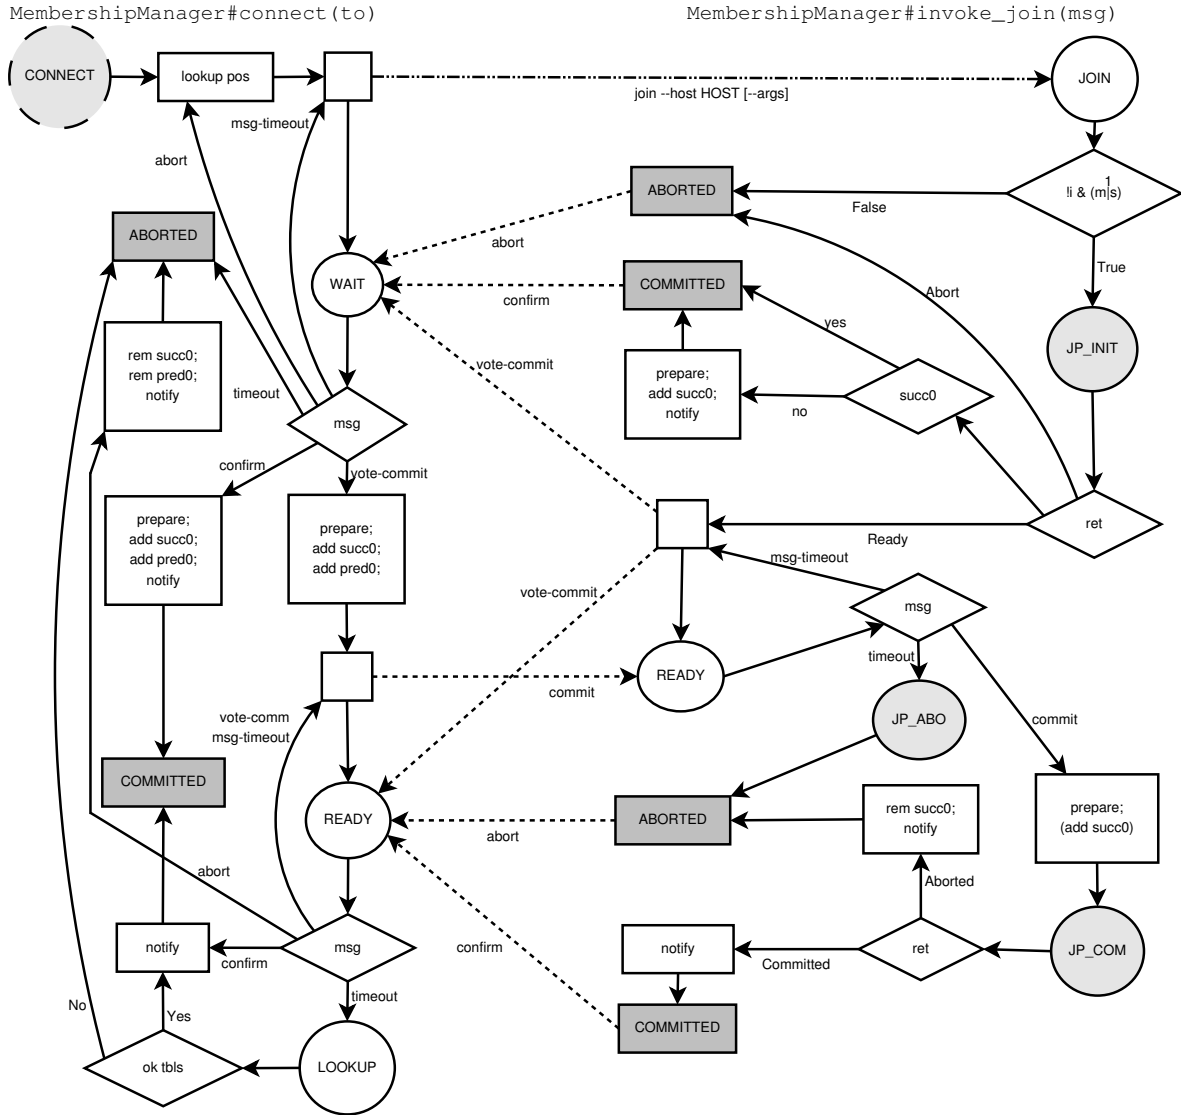 MembershipManager#connect(to)
MembershipManager#invoke_join(msg)
CONNECT
lookup pos
JOIN
join --host HOST [--args]
msg-timeout
abort
ABORTED
!i & (m|s)
1
False
ABORTED
abort
True
WAIT
COMMITTED
confirm
Abort
yes
JP_INIT
rem succ0;
rem pred0;
notify
timeout
vote-commit
prepare;
add succ0;
notify
no
succ0
msg
confirm
vote-commit
prepare;
add succ0;
add pred0;
notify
prepare;
add succ0;
add pred0;
ret
Ready
msg-timeout
vote-commit
msg
timeout
READY
commit
vote-comm
msg-timeout
JP_ABO
commit
COMMITTED
READY
abort
ABORTED
rem succ0;
notify
prepare;
(add succ0)
abort
Aborted
notify
confirm
msg
confirm
notify
Committed
ret
JP_COM
timeout
No
Yes
COMMITTED
ok tbls
LOOKUP